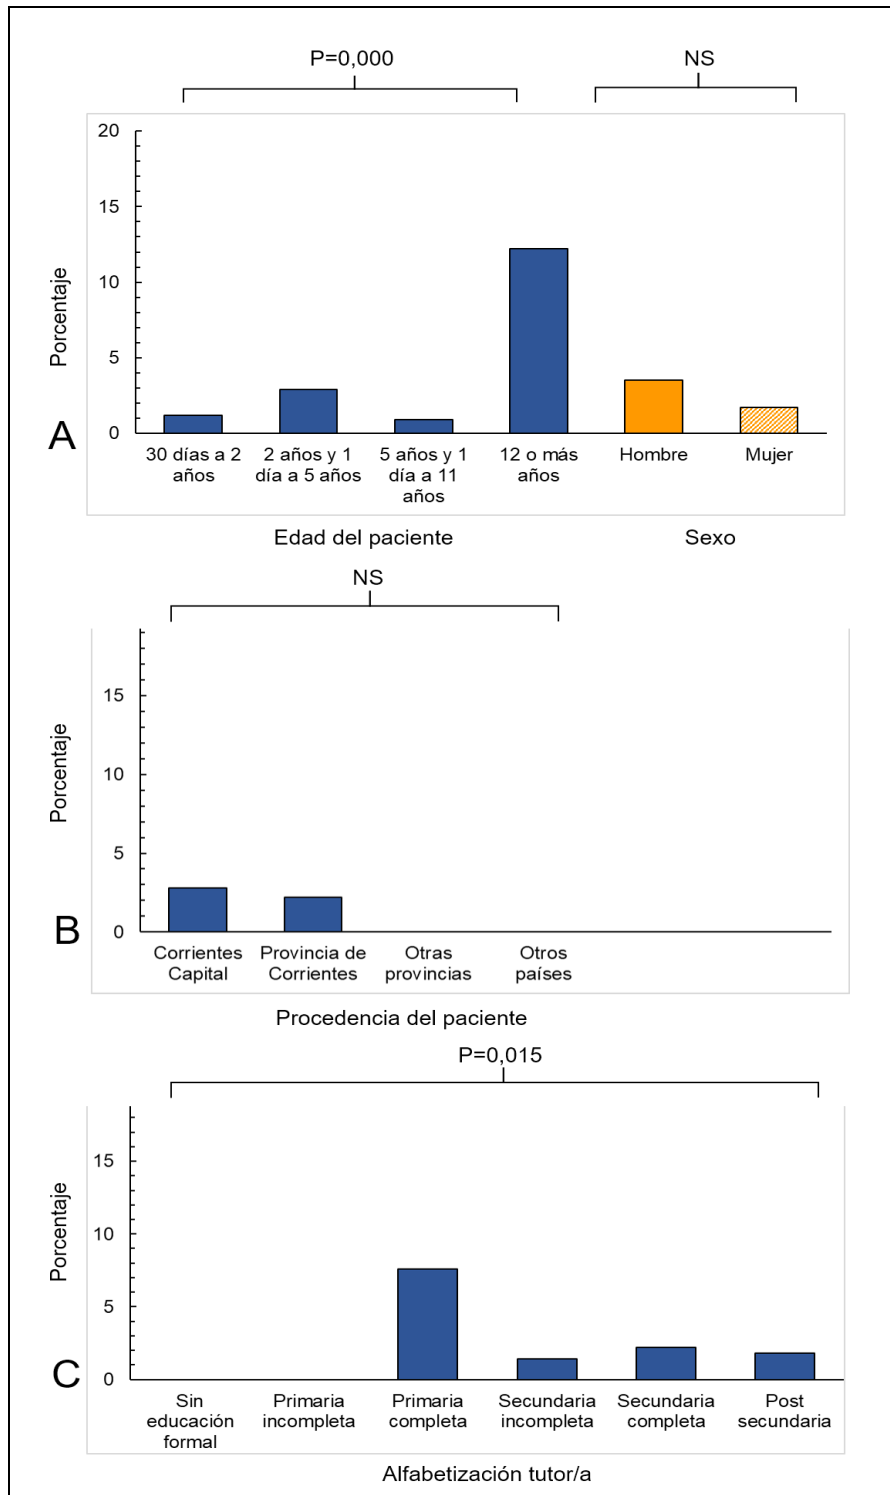 P=0,000
NS
20
15
10
5
0
Porcentaje
A
30 días a 2
años
2 años y 1
día a 5 años
5 años y 1
día a 11
años
12 o más
años
Hombre
Mujer
Edad del paciente
Sexo
NS
15
10
5
0
Porcentaje
B
Corrientes
Capital
Provincia de
Corrientes
Otras
provincias
Otros
países
Procedencia del paciente
P=0,015
15
10
5
0
Porcentaje
C
Sin
educación
formal
Primaria
incompleta
Primaria
completa
Secundaria
incompleta
Secundaria
completa
Post
secundaria
Alfabetización tutor/a